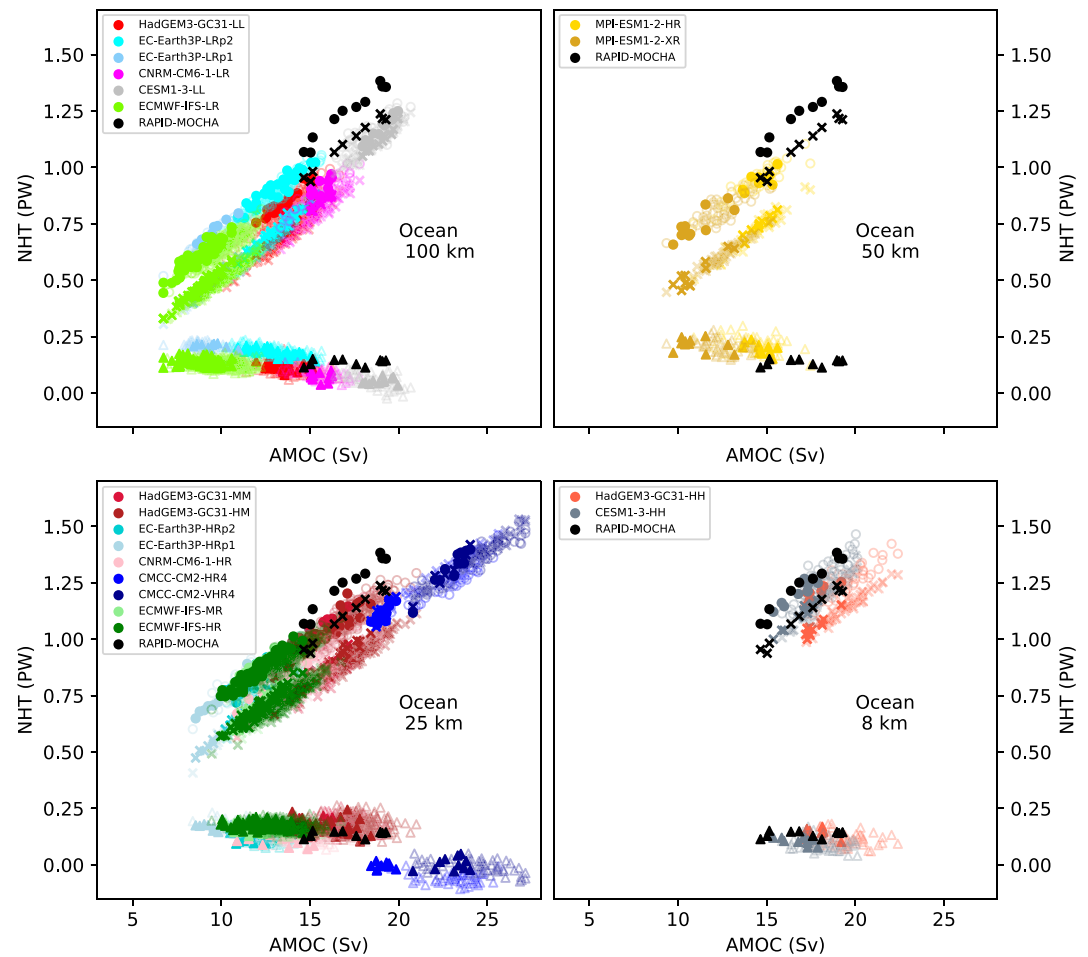 HadGEM3-GC31-LL
EC-Earth3P-LRp2
EC-Earth3P-LRp1
CNRM-CM6-1-LR
CESM1-3-LL
ECMWF-IFS-LR
RAPID-MOCHA
1.50
1.25
1.00
0.75
0.50
0.25
0.00
NHT (PW)
Ocean
100 km
AMOC (Sv)
MPI-ESM1-2-HR
MPI-ESM1-2-XR
RAPID-MOCHA
1.50
1.25
1.00
0.75
0.50
0.25
0.00
NHT (PW)
Ocean
50 km
AMOC (Sv)
HadGEM3-GC31-MM
HadGEM3-GC31-HM
EC-Earth3P-HRp2
EC-Earth3P-HRp1
CNRM-CM6-1-HR
CMCC-CM2-HR4
CMCC-CM2-VHR4
ECMWF-IFS-MR
ECMWF-IFS-HR
RAPID-MOCHA
1.50
1.25
1.00
0.75
0.50
0.25
0.00
NHT (PW)
Ocean
25 km
5 10 15 20 25
AMOC (Sv)
HadGEM3-GC31-HH
CESM1-3-HH
RAPID-MOCHA
1.50
1.25
1.00
0.75
0.50
0.25
0.00
NHT (PW)
Ocean
8 km
5 10 15 20 25
AMOC (Sv)